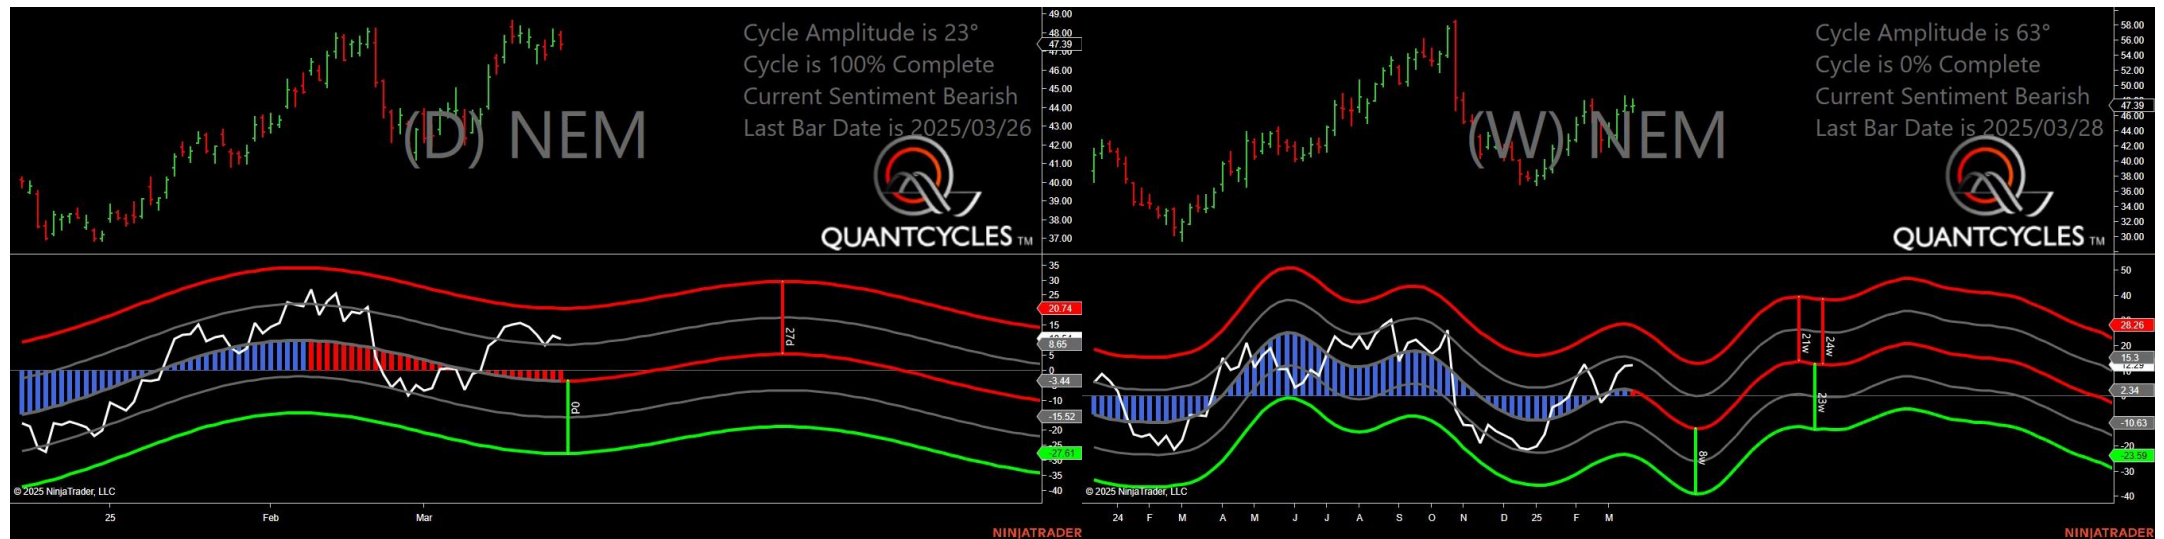 Cycle Amplitude is 23°
Cycle is 100% Complete
Current Sentiment Bearish
Last Bar Date is 2025/03/26
(D) NEM
QUANTCYCLES TM
49.00
48.00
47.39
47.00
46.00
45.00
44.00
43.00
42.00
41.00
40.00
39.00
38.00
37.00
35
30
25
20.74
15
8.65
5
0
-3.44
-10
-15.52
-20
-27.61
-35
-40
27d
0d
© 2025 NinjaTrader, LLC
25 Feb Mar
NINJATRADER
Cycle Amplitude is 63°
Cycle is 0% Complete
Current Sentiment Bearish
Last Bar Date is 2025/03/28
(W) NEM
QUANTCYCLES TM
58.00
56.00
54.00
52.00
50.00
47.39
46.00
44.00
42.00
40.00
38.00
36.00
34.00
32.00
30.00
50
40
28.26
20
15.3
2.34
-10.63
-20
-23.59
-30
-40
21w
24w
23w
8w
© 2025 NinjaTrader, LLC
24 F M A M J J A S O N D 25 F M
NINJATRADER